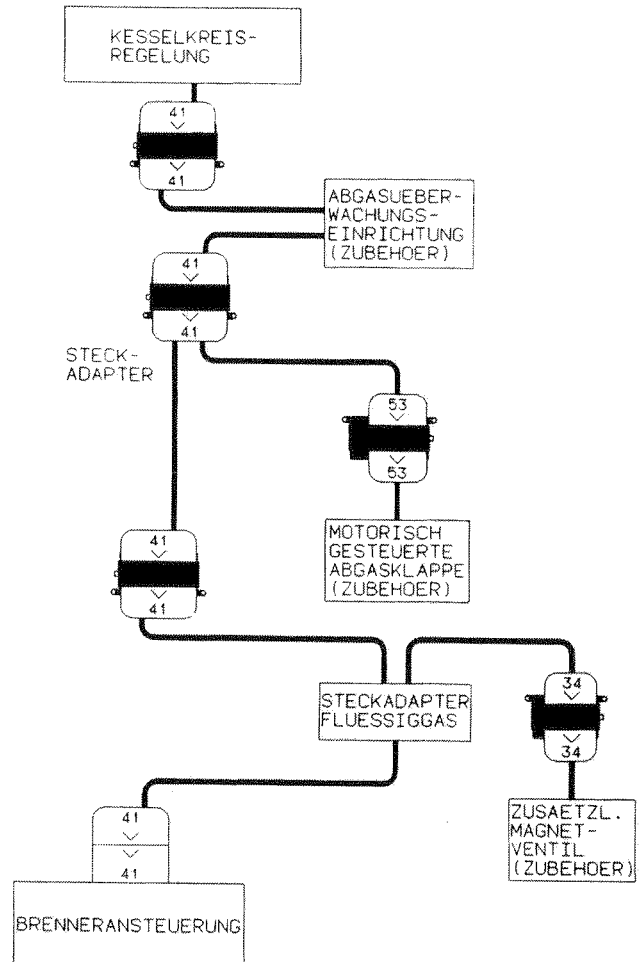 KESSELKREIS-
REGELUNG
41
41
ABGASUEBER-
WACHUNGS-
EINRICHTUNG
(ZUBEHOER)
41
41
STECK-
ADAPTER
53
53
MOTORISCH
GESTEUERTE
ABGASKLAPPE
(ZUBEHOER)
41
41
STECKADAPTER
FLUESSIGGAS
34
34
ZUSAETZL.
MAGNET-
VENTIL
(ZUBEHOER)
41
41
BRENNERANSTEUERUNG